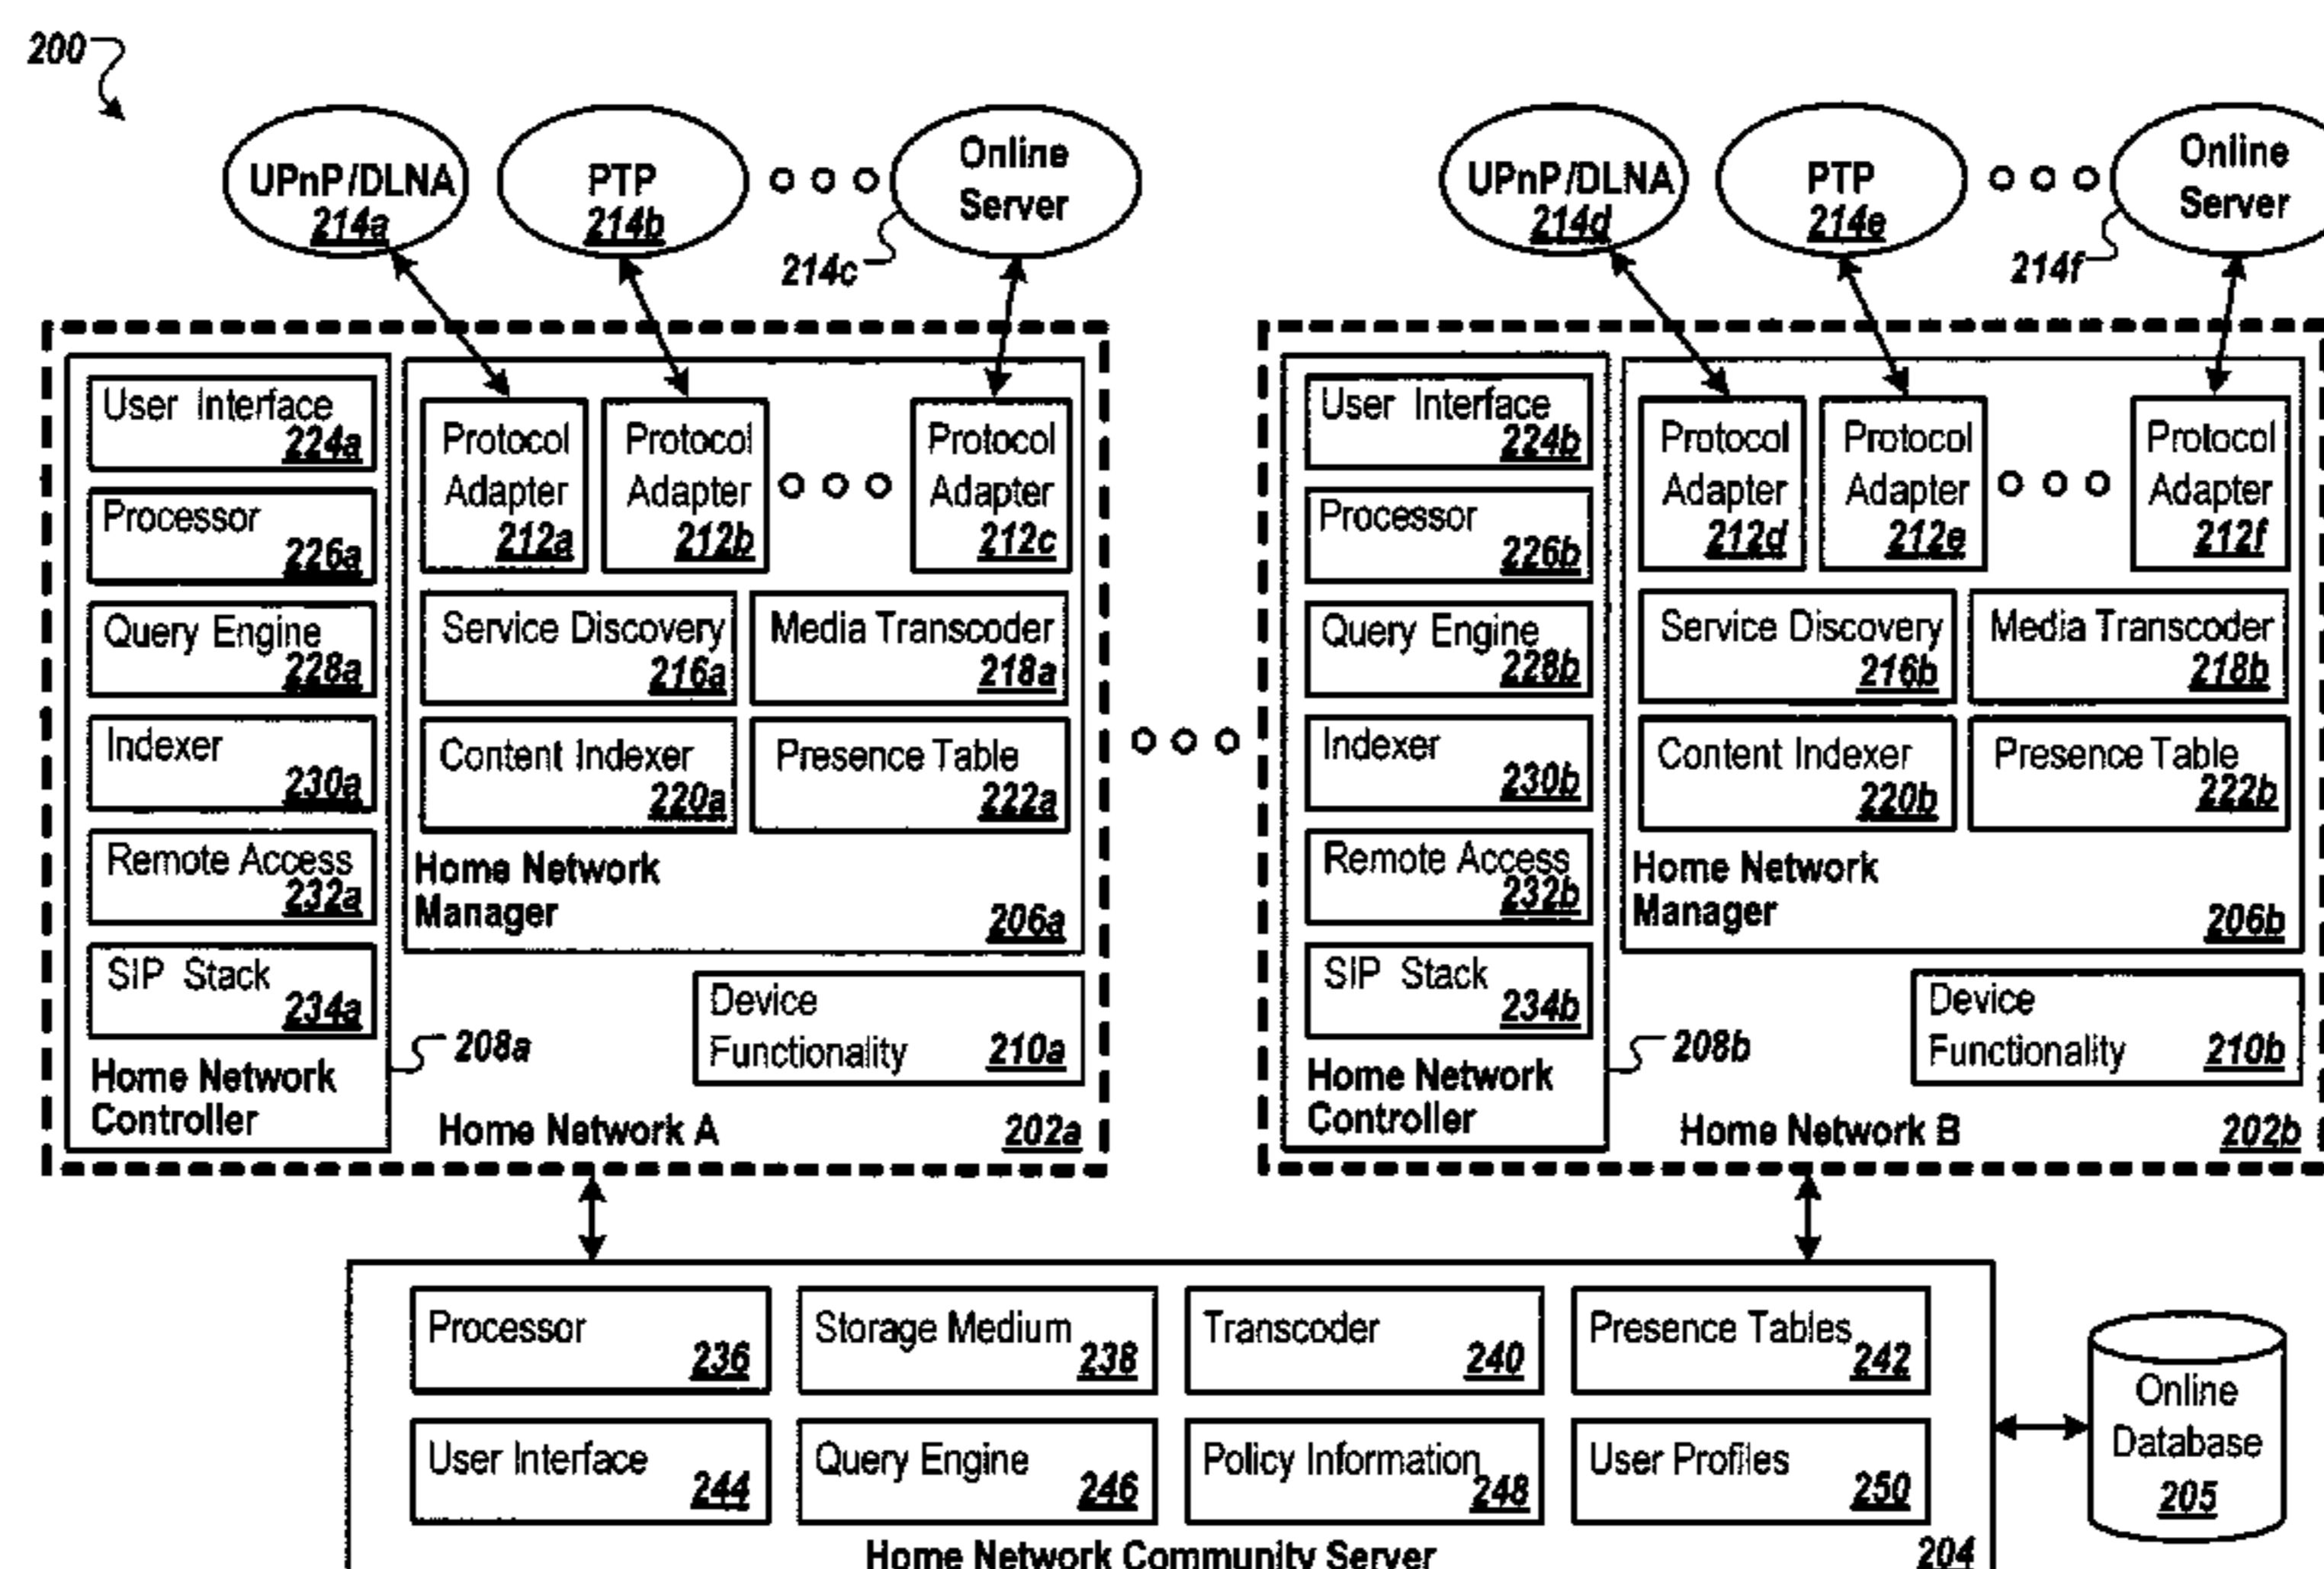 200
UPnP/DLNA
214a
PTP
214b
Online
Server
214c
UPnP/DLNA
214d
PTP
214e
Online
Server
214f
User Interface
224a
Processor
226a
Query Engine
228a
Indexer
230a
Remote Access
232a
SIP Stack
234a
Home Network
Controller
208a
Protocol
Adapter
212a
Protocol
Adapter
212b
Protocol
Adapter
212c
Service Discovery
216a
Media Transcoder
218a
Content Indexer
220a
Presence Table
222a
Home Network
Manager
206a
Device
Functionality
210a
Home Network A
202a
User Interface
224b
Processor
226b
Query Engine
228b
Indexer
230b
Remote Access
232b
SIP Stack
234b
Home Network
Controller
208b
Protocol
Adapter
212d
Protocol
Adapter
212e
Protocol
Adapter
212f
Service Discovery
216b
Media Transcoder
218b
Content Indexer
220b
Presence Table
222b
Home Network
Manager
206b
Device
Functionality
210b
Home Network B
202b
Processor
236
Storage Medium
238
Transcoder
240
Presence Tables
242
User Interface
244
Query Engine
246
Policy Information
248
User Profiles
250
Home Network Community Server
204
Online
Database
205